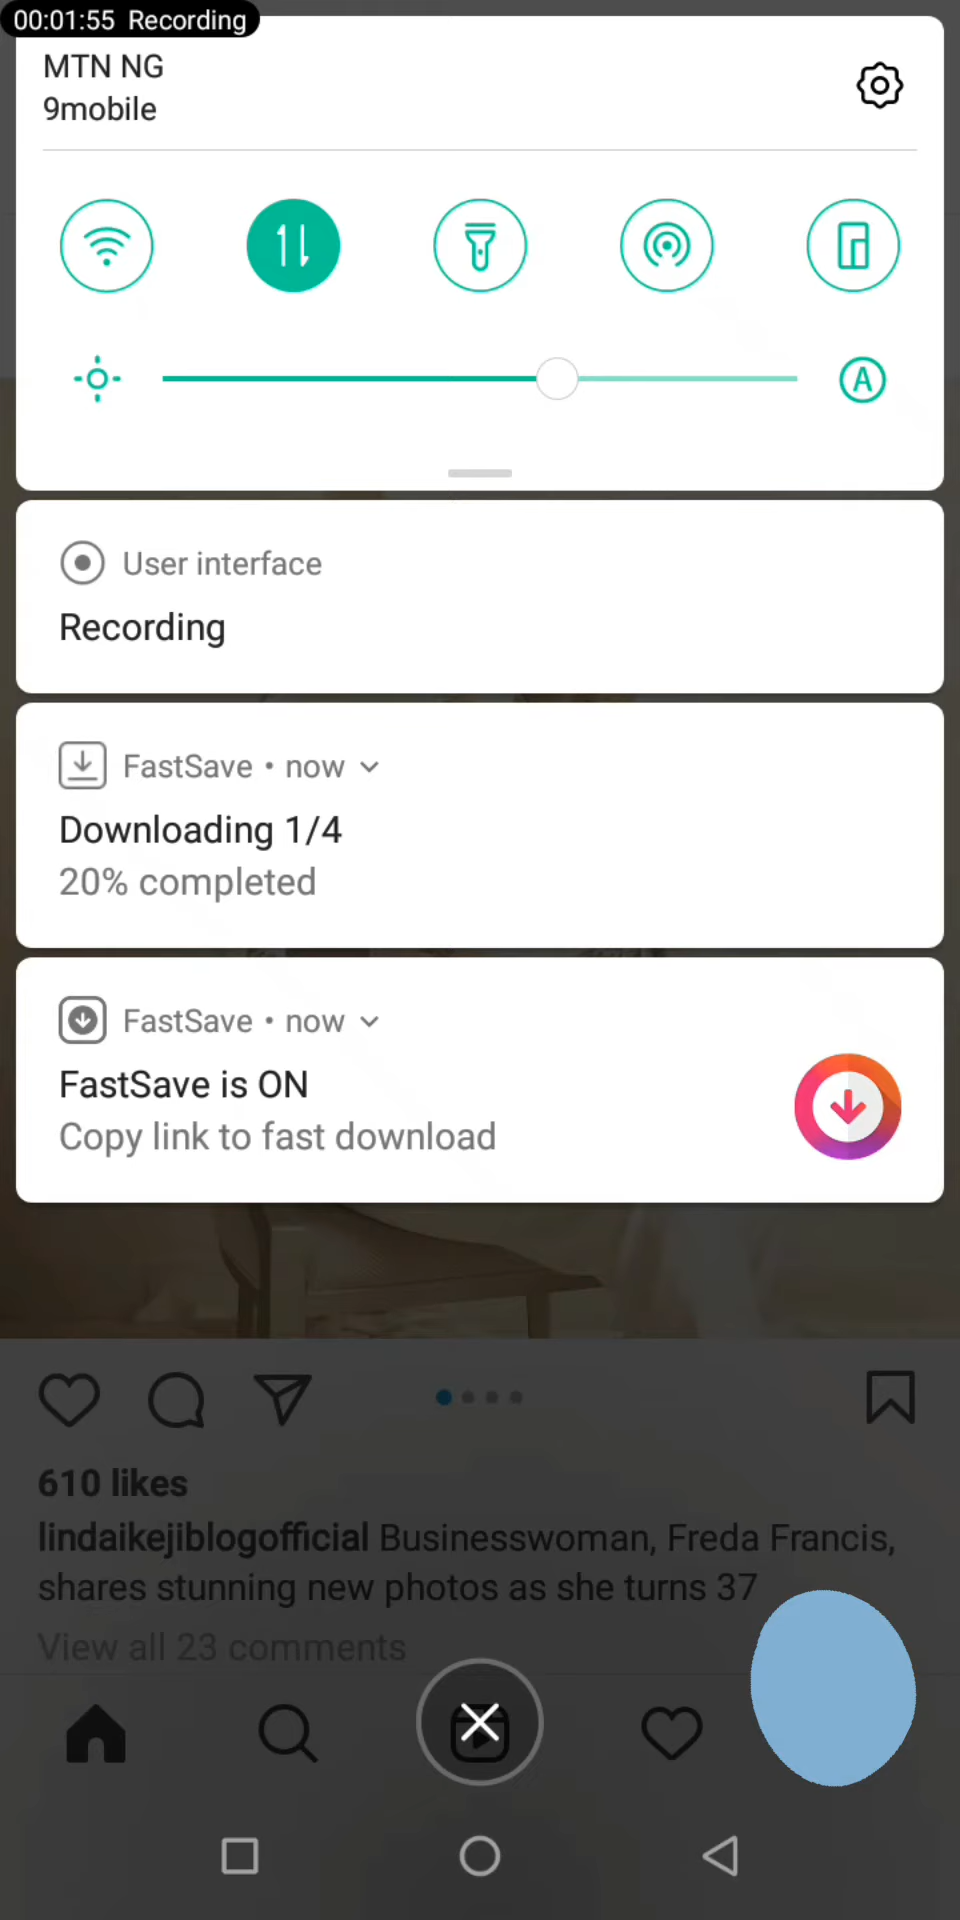 00:01:55 Recording
MTN NG
9mobile
A
User interface
Recording
FastSave • now
Downloading 1/4
20% completed
FastSave • now
FastSave is ON
Copy link to fast download
610 likes
lindaikejiblogofficial Businesswoman, Freda Francis,
shares stunning new photos as she turns 37
View all 23 comments